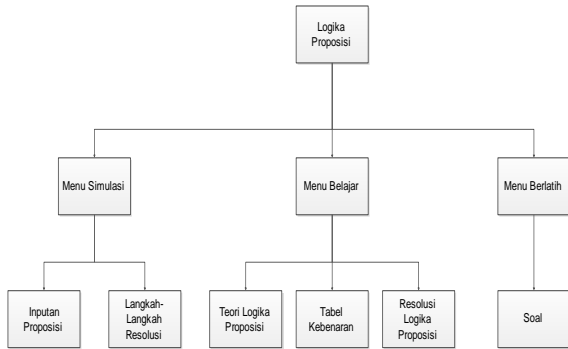 Logika
Proposisi
Menu Simulasi
Menu Belajar
Menu Berlatih
Inputan
Proposisi
Langkah-
Langkah
Resolusi
Teori Logika
Proposisi
Tabel
Kebenaran
Resolusi
Logika
Proposisi
Soal